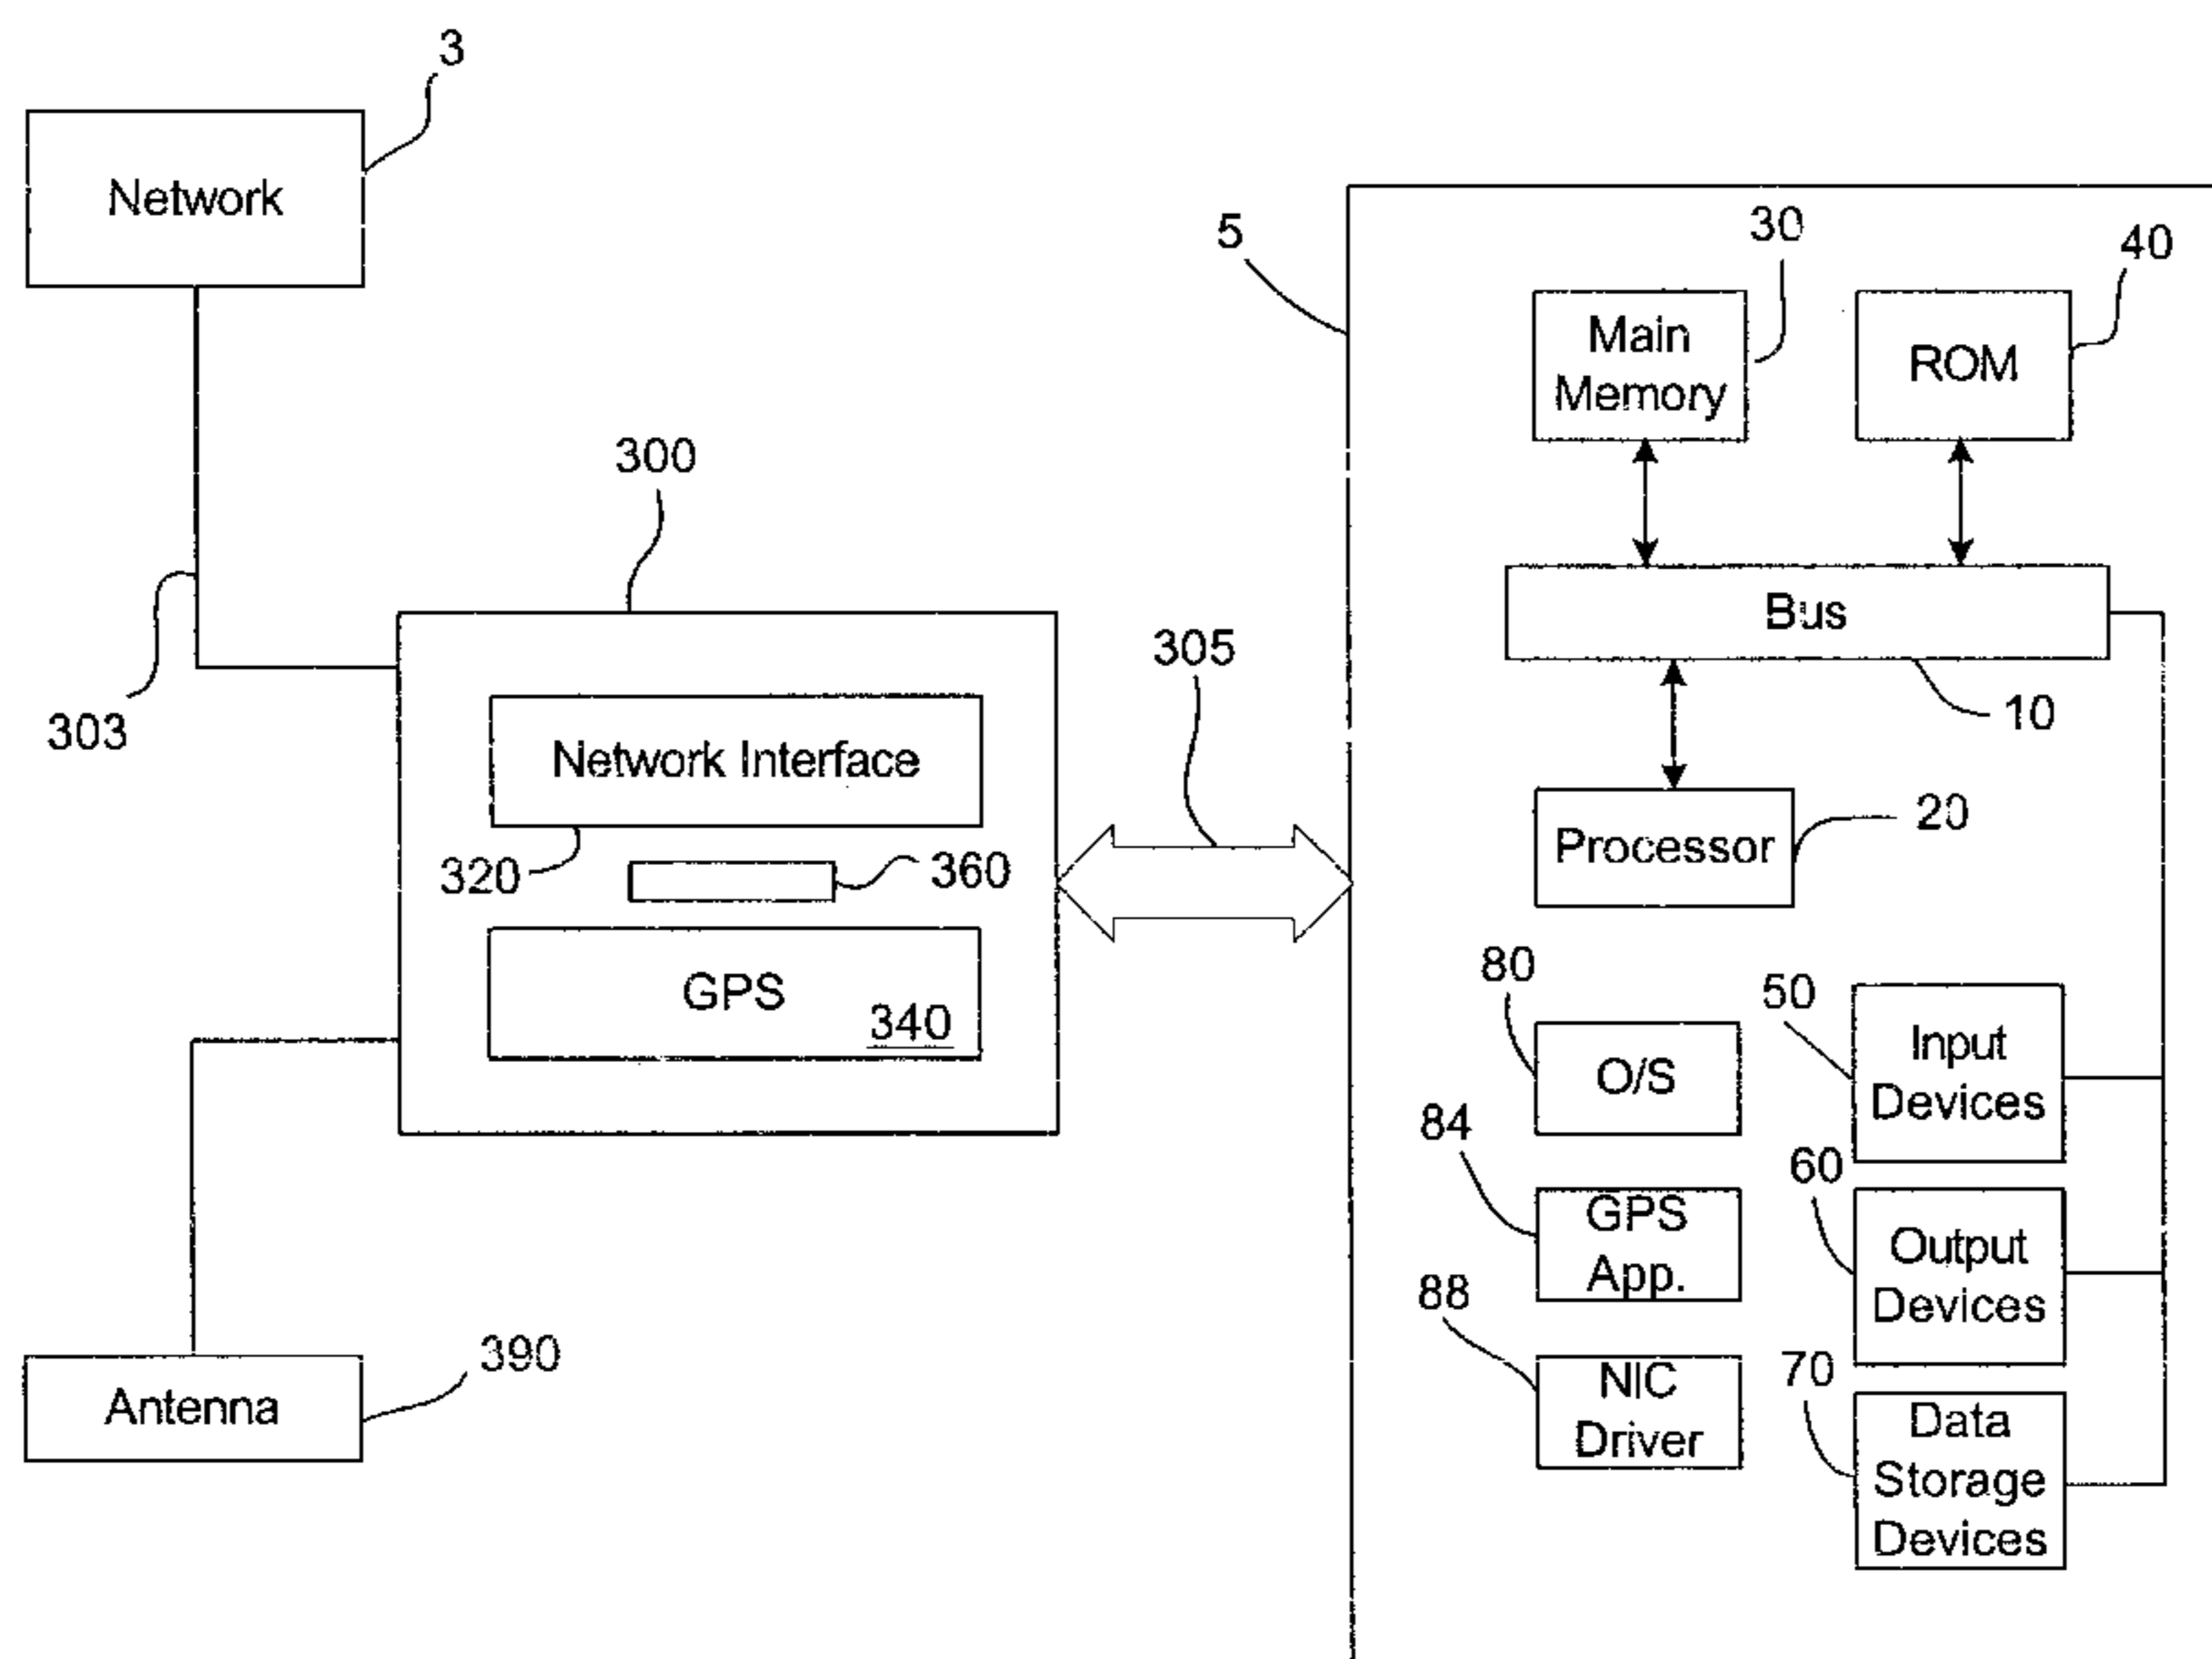 3
Network
5
30
40
Main
Memory
ROM
300
Bus
303
305
10
Network Interface
20
Processor
320
360
80
50
GPS
340
Input
Devices
O/S
84
60
GPS
App.
Output
Devices
88
390
70
Antenna
NIC
Driver
Data
Storage
Devices